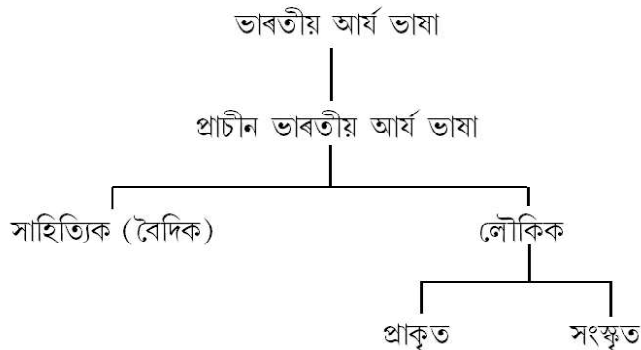 ভাৰতীয় আৰ্য ভাষা
প্ৰাচীন ভাৰতীয় আৰ্য ভাষা
সাহিত্যিক (বৈদিক) লৌকিক
প্ৰাকৃত সংস্কৃত